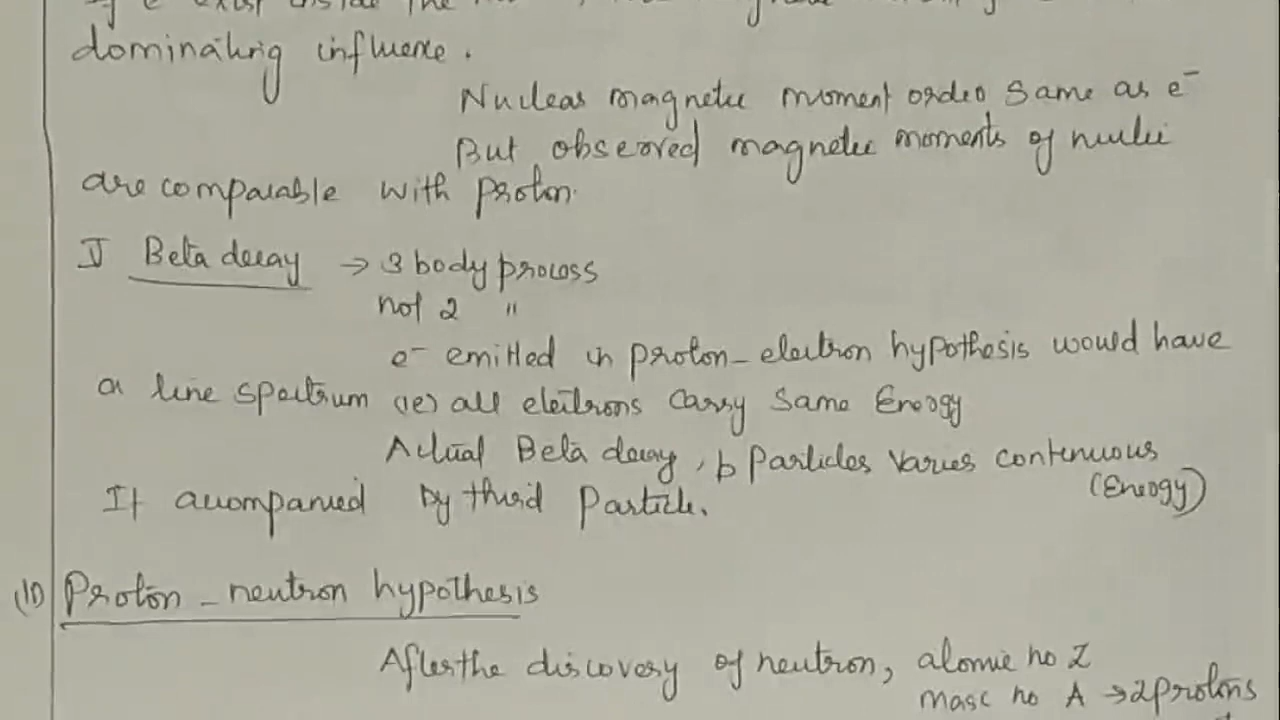 dominating influence.
Nuclear magnetic moment order same as e⁻
But observed magnetic moments of nuclei
are comparable with proton.
V Beta decay → 3 body process
not 2 "
e⁻ emitted in proton-electron hypothesis would have
a line spectrum (ie) all electrons carry same Energy
Actual Beta decay, b particles varies continuous
(Energy)
It accompanied by third particle.
(II) Proton - neutron hypothesis
After the discovery of neutron, atomic no Z
mass no A → Z protons